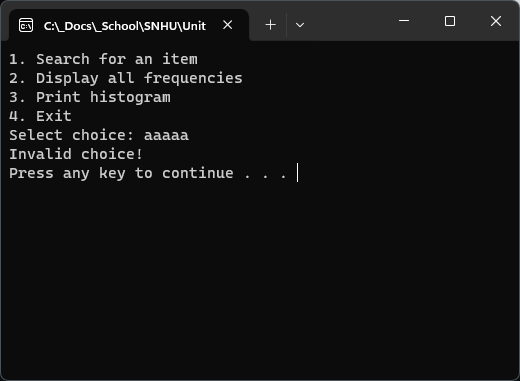 C:\_Docs\_School\SNHU\Unit
1. Search for an item
2. Display all frequencies
3. Print histogram
4. Exit
Select choice: aaaaa
Invalid choice!
Press any key to continue . . .